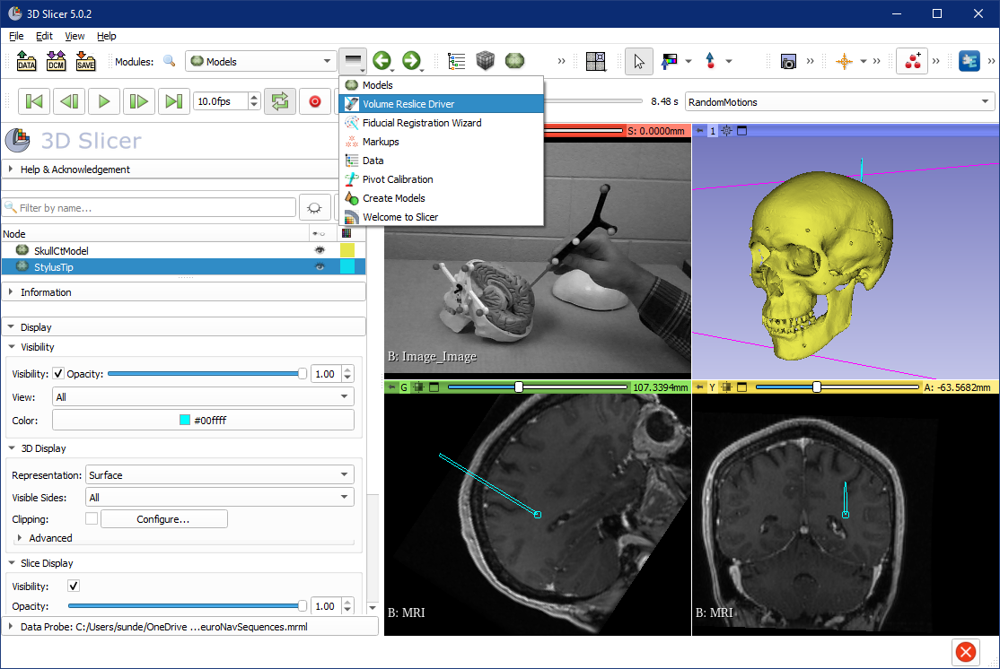 3D Slicer 5.0.2
File Edit View Help
DATA DCM SAVE Modules: Models
10.0fps 8.48 s RandomMotions
Models
Volume Reslice Driver
Fiducial Registration Wizard
Markups
Data
Pivot Calibration
Create Models
Welcome to Slicer
3D Slicer
Help & Acknowledgement
Filter by name...
Node
SkullCtModel
StylusTip
Information
Display
Visibility
Visibility: Opacity: 1.00
View: All
Color: #00ffff
3D Display
Representation: Surface
Visible Sides: All
Clipping: Configure...
Advanced
Slice Display
Visibility:
Opacity: 1.00
Data Probe: C:/Users/sunde/OneDrive ...euroNavSequences.mrml
S: 0.0000mm
B: Image_Image
1
G 107.3394mm
B: MRI
Y A: -63.5682mm
B: MRI